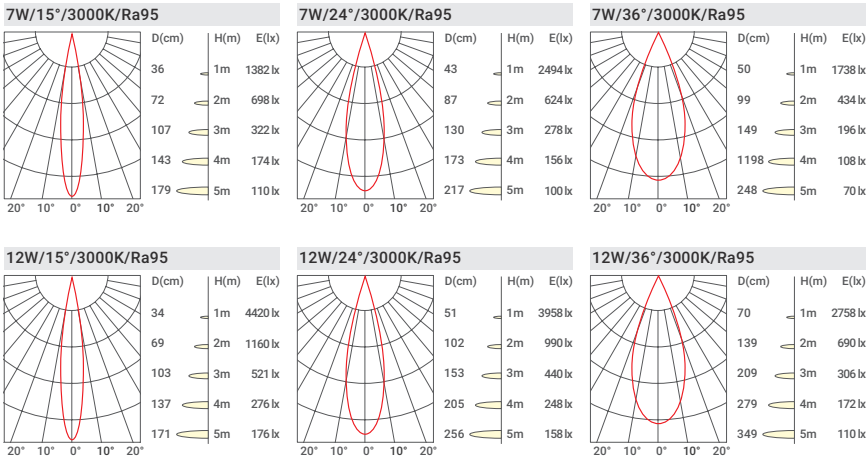 7W/15°/3000K/Ra95
D(cm) H(m) E(lx)
36 1m 1382 lx
72 2m 698 lx
107 3m 322 lx
143 4m 174 lx
179 5m 110 lx
20° 10° 0° 10° 20°
7W/24°/3000K/Ra95
D(cm) H(m) E(lx)
43 1m 2494 lx
87 2m 624 lx
130 3m 278 lx
173 4m 156 lx
217 5m 100 lx
20° 10° 0° 10° 20°
7W/36°/3000K/Ra95
D(cm) H(m) E(lx)
50 1m 1738 lx
99 2m 434 lx
149 3m 196 lx
1198 4m 108 lx
248 5m 70 lx
20° 10° 0° 10° 20°
12W/15°/3000K/Ra95
D(cm) H(m) E(lx)
34 1m 4420 lx
69 2m 1160 lx
103 3m 521 lx
137 4m 276 lx
171 5m 176 lx
20° 10° 0° 10° 20°
12W/24°/3000K/Ra95
D(cm) H(m) E(lx)
51 1m 3958 lx
102 2m 990 lx
153 3m 440 lx
205 4m 248 lx
256 5m 158 lx
20° 10° 0° 10° 20°
12W/36°/3000K/Ra95
D(cm) H(m) E(lx)
70 1m 2758 lx
139 2m 690 lx
209 3m 306 lx
279 4m 172 lx
349 5m 110 lx
20° 10° 0° 10° 20°